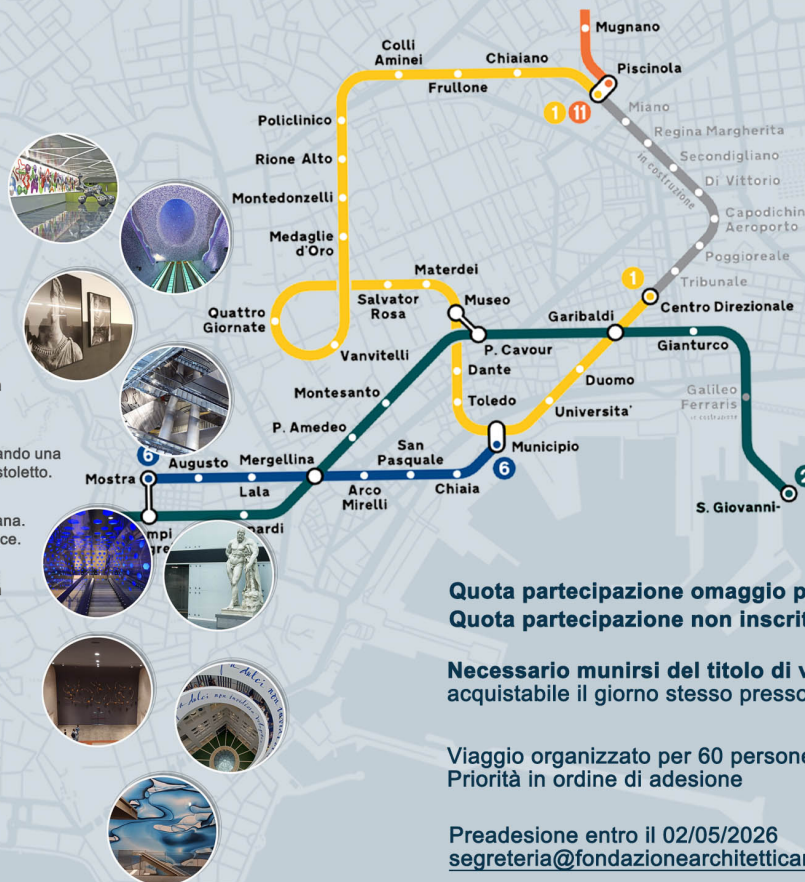 Mugnano
Colli
Aminei
Chiaiano
Piscinola
Frullone
1
11
Miano
Policlinico
Regina Margherita
Rione Alto
Secondigliano
in costruzione
Di Vittorio
Montedonzelli
Capodichin
Aeroporto
Medaglie
d'Oro
Poggioreale
Materdei
Tribunale
1
Salvator
Rosa
Museo
Centro Direzionale
Quattro
Giornate
Garibaldi
P. Cavour
Gianturco
Vanvitelli
Dante
Duomo
Montesanto
Galileo
Ferraris
in costruzione
Toledo
Universita'
P. Amedeo
Municipio
6
San
Pasquale
Mostra
6
Augusto
Mergellina
Lala
Arco
Mirelli
Chiaia
2
S. Giovanni-
mpi
gre
nardi
ando una
stoletto.
ana.
ce.
Quota partecipazione omaggio p
Quota partecipazione non inscrit
Necessario munirsi del titolo di v
acquistabile il giorno stesso presso
Viaggio organizzato per 60 persone
Priorità in ordine di adesione
Preadesione entro il 02/05/2026
segreteria@fondazionearchitettica